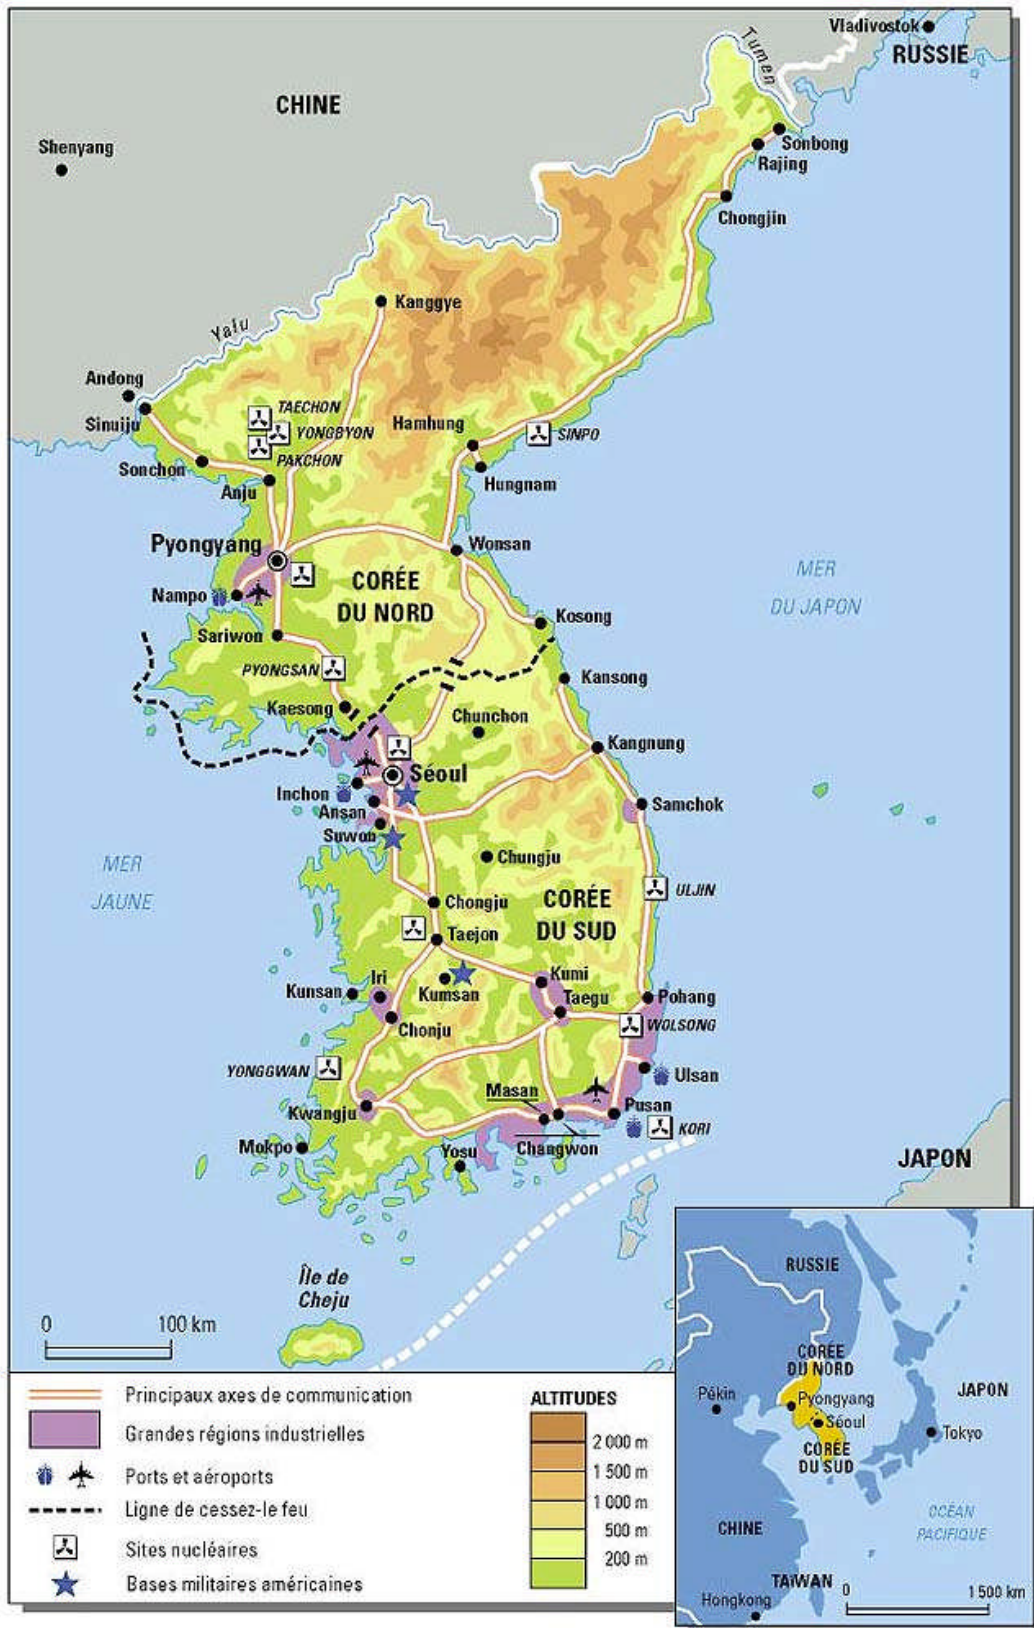 Vladivostok
RUSSIE
Tumen
CHINE
Shenyang
Sonbong
Rajing
Chongjin
Kanggye
Yalu
Andong
Sinuiju
TAECHON
YONGBYON
PAKCHON
Hamhung
SINPO
Sonchon
Anju
Hungnam
Pyongyang
Wonsan
CORÉE
DU NORD
MER
DU JAPON
Nampo
Kosong
Sariwon
PYONGSAN
Kansong
Kaesong
Chunchon
Kangnung
Séoul
Inchon
Ansan
Samchok
Suwon
MER
JAUNE
Chungju
ULJIN
CORÉE
DU SUD
Chongju
Taejon
Iri
Kumi
Kunsan
Kumsan
Taegu
Pohang
WOLSONG
Chonju
YONGGWAN
Ulsan
Masan
Kwangju
Pusan
KORI
Mokpo
Yosu
Changwon
JAPON
Île de
Cheju
0 100 km
Principaux axes de communication
Grandes régions industrielles
Ports et aéroports
Ligne de cessez-le feu
Sites nucléaires
Bases militaires américaines
ALTITUDES
2 000 m
1 500 m
1 000 m
500 m
200 m
RUSSIE
CORÉE
DU NORD
Pékin
Pyongyang
Séoul
JAPON
Tokyo
CORÉE
DU SUD
OCÉAN
PACIFIQUE
CHINE
TAIWAN
Hongkong
0 1 500 km